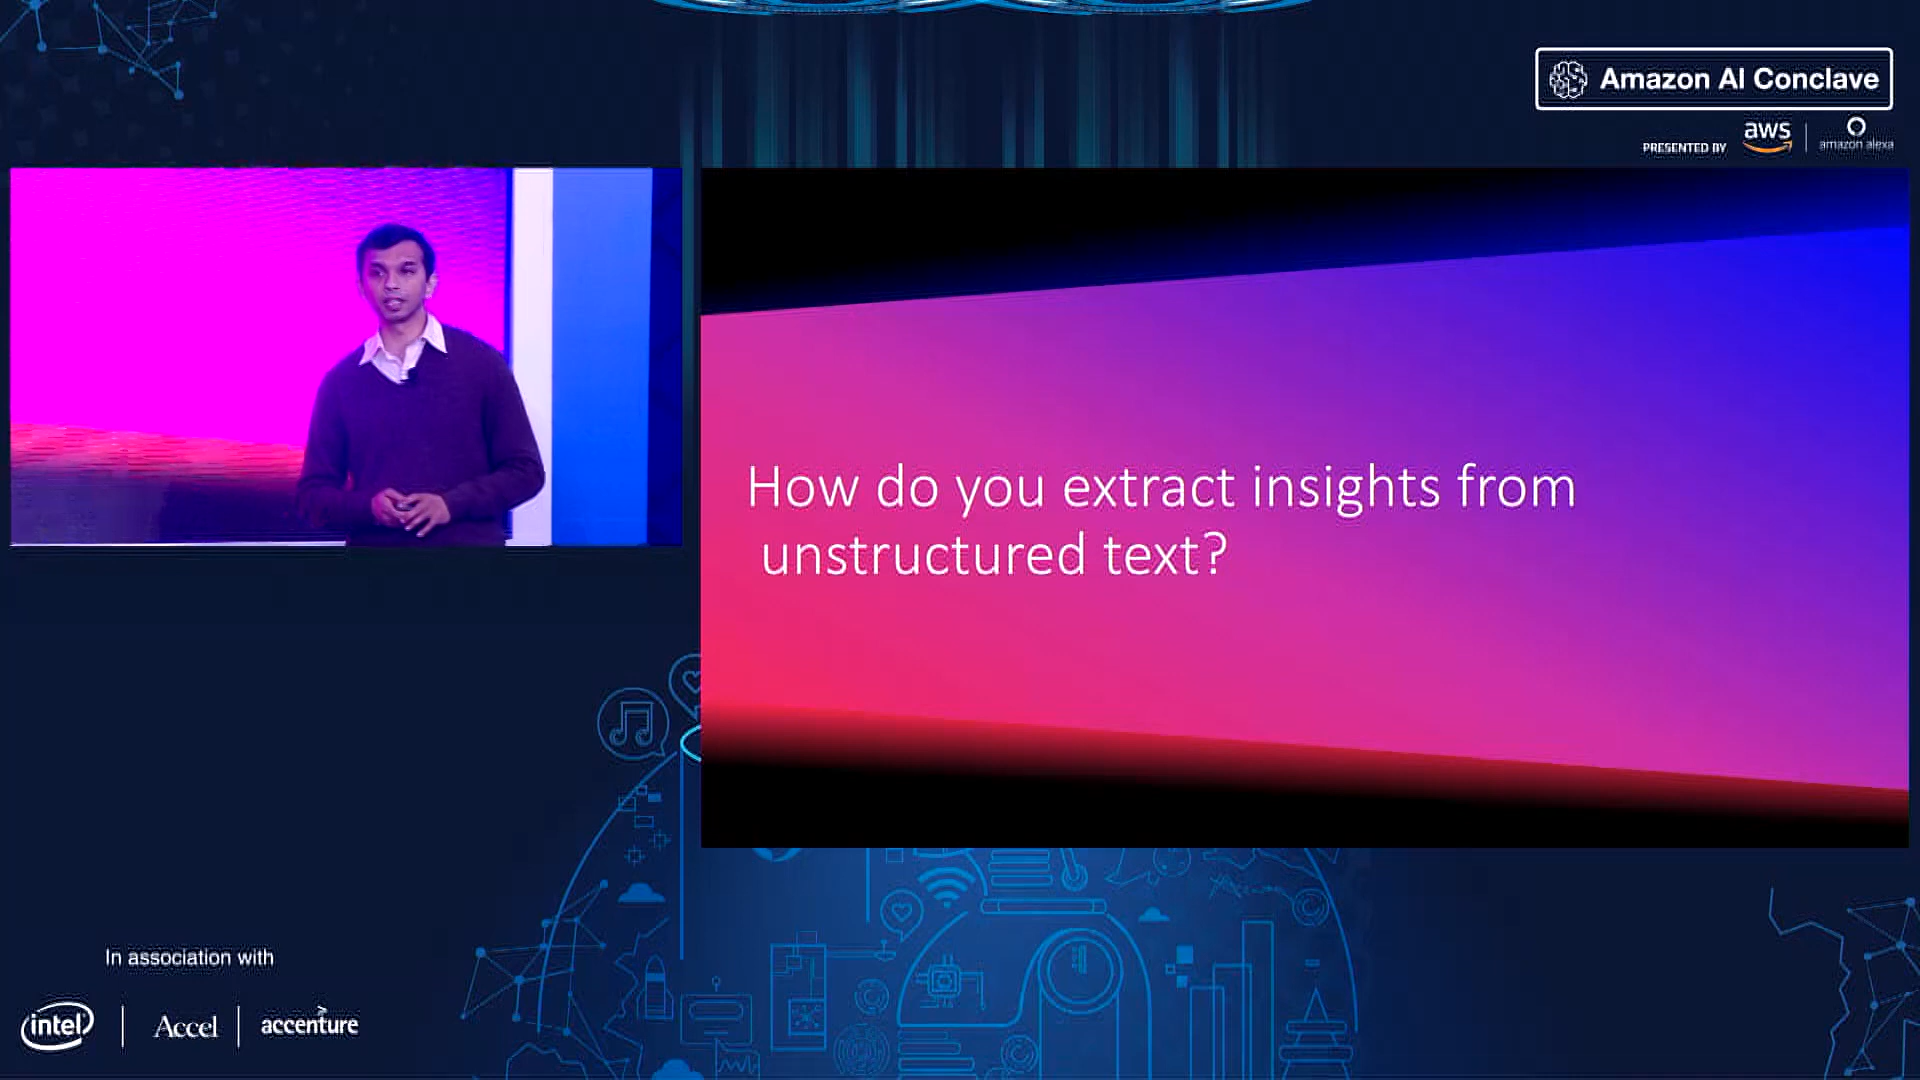 Amazon AI Conclave
PRESENTED BY
aws
amazon alexa
How do you extract insights from
unstructured text?
In association with
intel
Accel
accenture